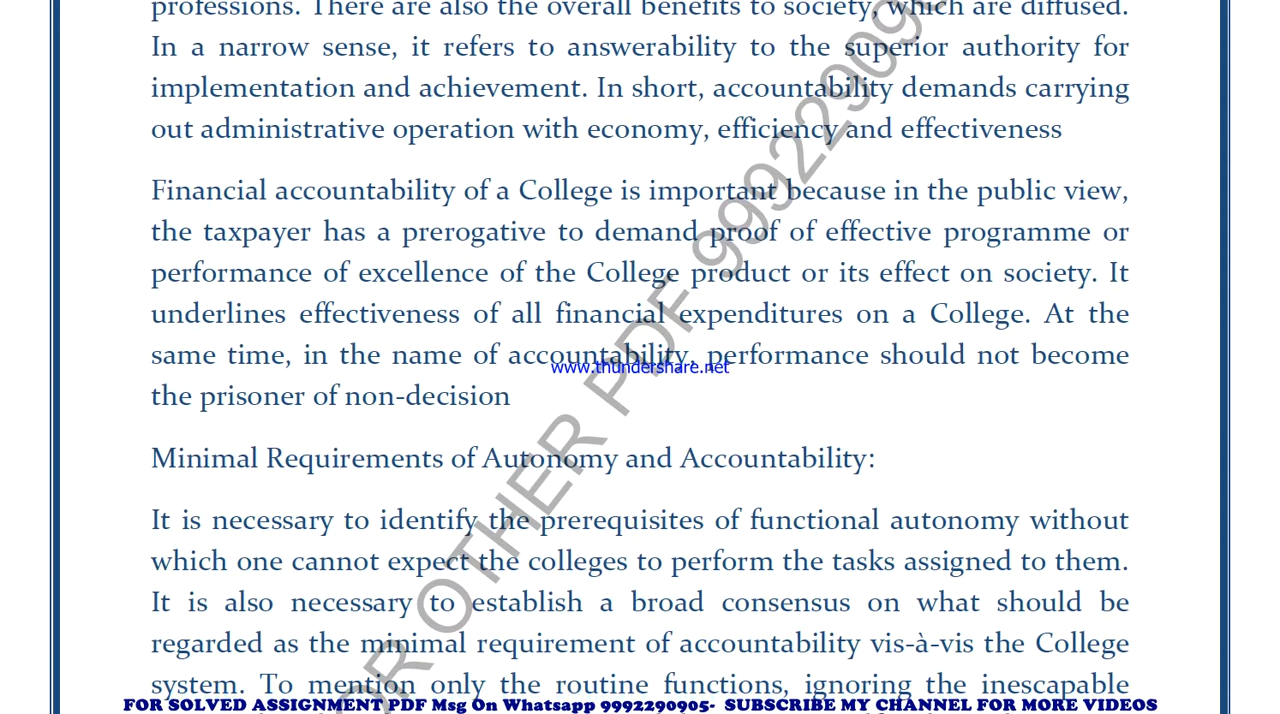 professions. There are also the overall benefits to society, which are diffused.
In a narrow sense, it refers to answerability to the superior authority for
implementation and achievement. In short, accountability demands carrying
out administrative operation with economy, efficiency and effectiveness
Financial accountability of a College is important because in the public view,
the taxpayer has a prerogative to demand proof of effective programme or
performance of excellence of the College product or its effect on society. It
underlines effectiveness of all financial expenditures on a College. At the
same time, in the name of accountability, performance should not become
www.thundershare.net
the prisoner of non-decision
Minimal Requirements of Autonomy and Accountability:
It is necessary to identify the prerequisites of functional autonomy without
which one cannot expect the colleges to perform the tasks assigned to them.
It is also necessary to establish a broad consensus on what should be
regarded as the minimal requirement of accountability vis-à-vis the College
system. To mention only the routine functions, ignoring the inescapable
OR OTHER PDF 999229090
FOR SOLVED ASSIGNMENT PDF Msg On Whatsapp 9992290905- SUBSCRIBE MY CHANNEL FOR MORE VIDEOS